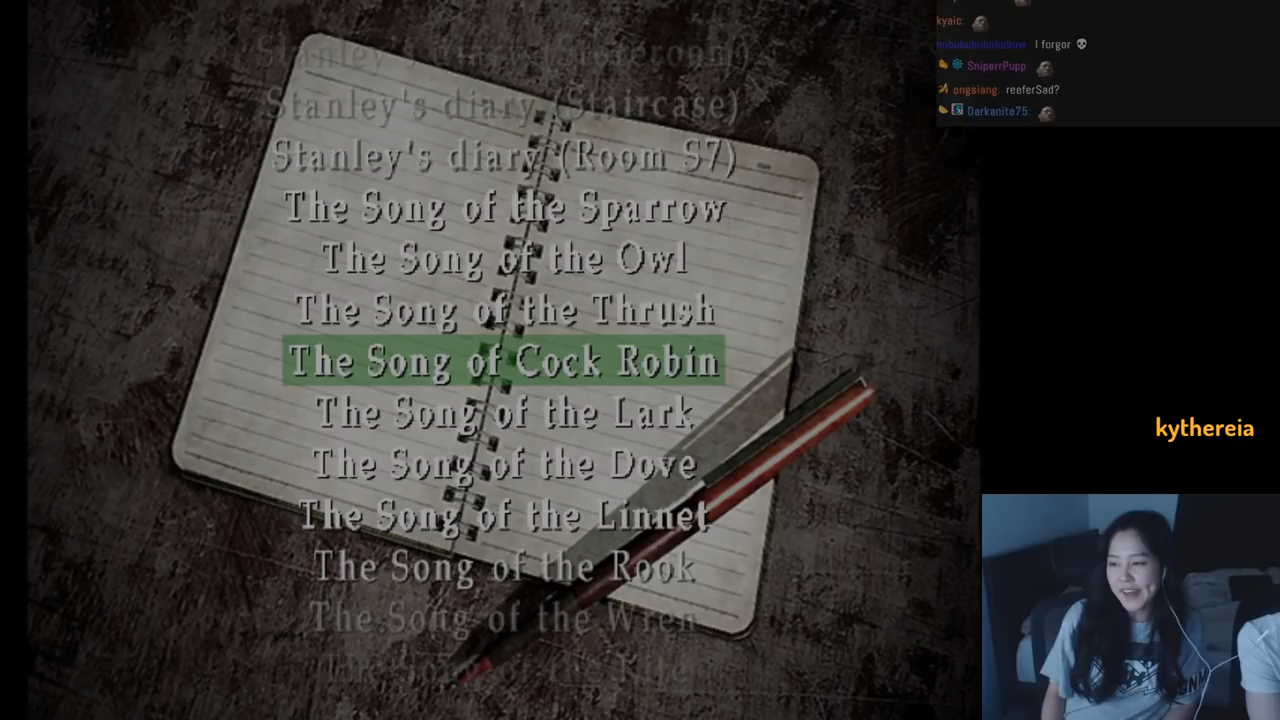 Stanley's diary (Staircase)
Stanley's diary (Room S7)
The Song of the Sparrow
The Song of the Owl
The Song of the Thrush
The Song of Cock Robin
The Song of the Lark
The Song of the Dove
The Song of the Linnet
The Song of the Rook
The Song of the Wren
kyaic:
I forgor
SniperrPupp
ongsiang: reeferSad?
Darkanita75:
kythereia